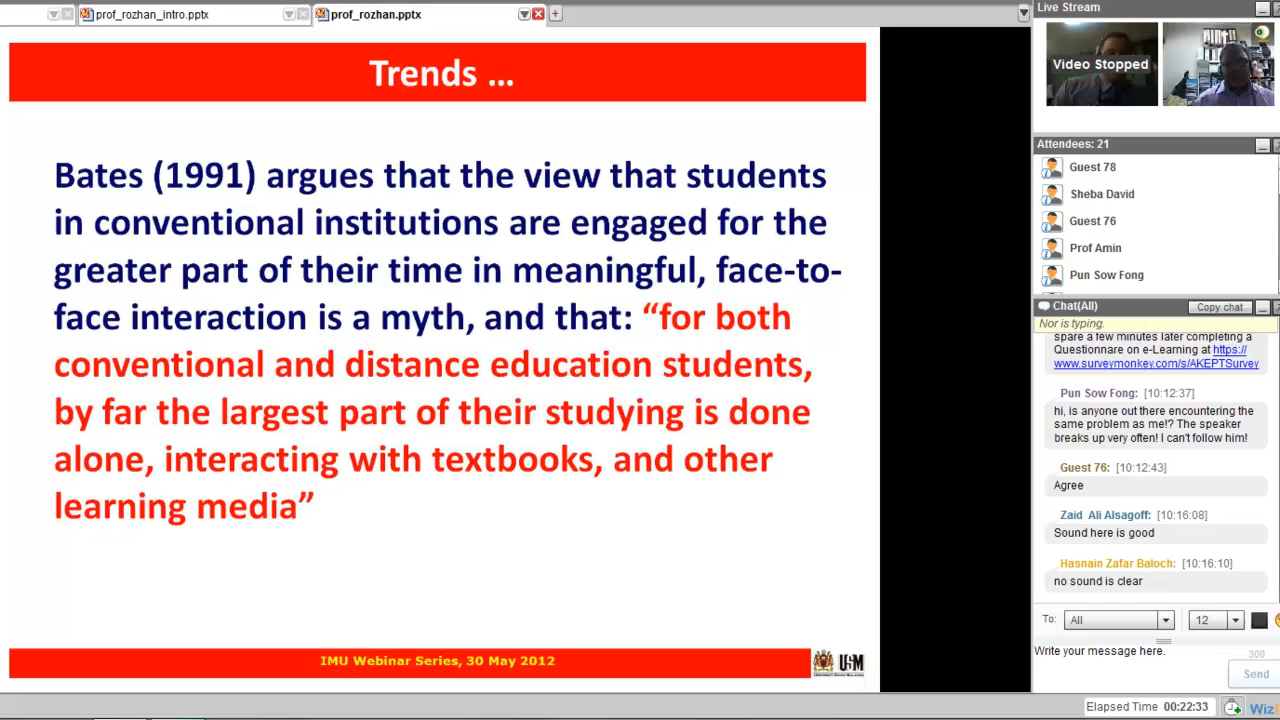 prof_rozhan_intro.pptx
prof_rozhan.pptx
Trends ...
Bates (1991) argues that the view that students
in conventional institutions are engaged for the
greater part of their time in meaningful, face-to-
face interaction is a myth, and that: “for both
conventional and distance education students,
by far the largest part of their studying is done
alone, interacting with textbooks, and other
learning media”
IMU Webinar Series, 30 May 2012
USM
Live Stream
Video Stopped
Attendees: 21
Guest 78
Sheba David
Guest 76
Prof Amin
Pun Sow Fong
Chat(All)
Copy chat
Nor is typing.
spare a few minutes later completing a
Questionnare on e-Learning at https://
www.surveymonkey.com/s/AKEPTSurvey
Pun Sow Fong: [10:12:37]
hi, is anyone out there encountering the
same problem as me!? The speaker
breaks up very often! I can't follow him!
Guest 76: [10:12:43]
Agree
Zaid Ali Alsagoff: [10:16:08]
Sound here is good
Hasnain Zafar Baloch: [10:16:10]
no sound is clear
To: All 12
Write your message here.
300
Send
Elapsed Time 00:22:33
Wiz